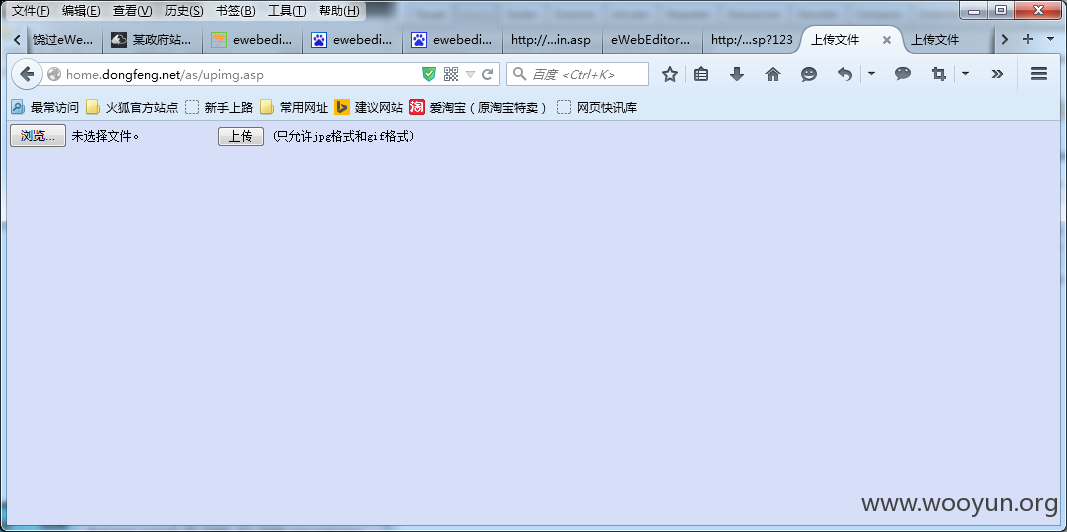 文件(F) 编辑(E) 查看(V) 历史(S) 书签(B) 工具(T) 帮助(H)
饶过eWe... 某政府站... ewebedi... ewebedi... ewebedi... http://...in.asp eWebEditor... http:/...sp?123 上传文件 上传文件
home.dongfeng.net/as/upimg.asp 百度 <Ctrl+K>
最常访问 火狐官方站点 新手上路 常用网址 建议网站 爱淘宝（原淘宝特卖） 网页快讯库
浏览... 未选择文件。 上传 (只允许jpg格式和gif格式)
www.wooyun.org